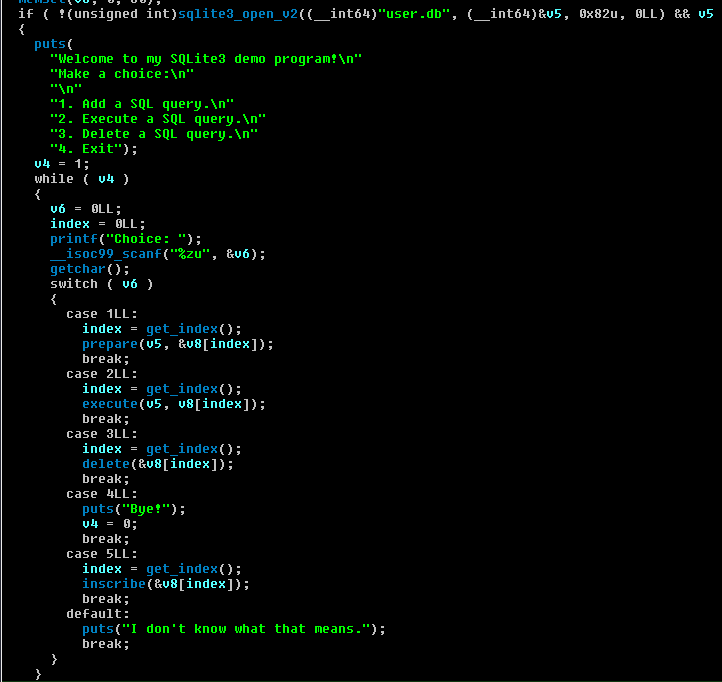 memset(v8, 0, 80);
if ( !(unsigned int)sqlite3_open_v2((__int64)"user.db", (__int64)&v5, 0x82u, 0LL) && v5
{
puts(
"Welcome to my SQLite3 demo program!\n"
"Make a choice:\n"
"\n"
"1. Add a SQL query.\n"
"2. Execute a SQL query.\n"
"3. Delete a SQL query.\n"
"4. Exit");
v4 = 1;
while ( v4 )
{
v6 = 0LL;
index = 0LL;
printf("Choice: ");
__isoc99_scanf("%zu", &v6);
getchar();
switch ( v6 )
{
case 1LL:
index = get_index();
prepare(v5, &v8[index]);
break;
case 2LL:
index = get_index();
execute(v5, v8[index]);
break;
case 3LL:
index = get_index();
delete(&v8[index]);
break;
case 4LL:
puts("Bye!");
v4 = 0;
break;
case 5LL:
index = get_index();
inscribe(&v8[index]);
break;
default:
puts("I don't know what that means.");
break;
}
}